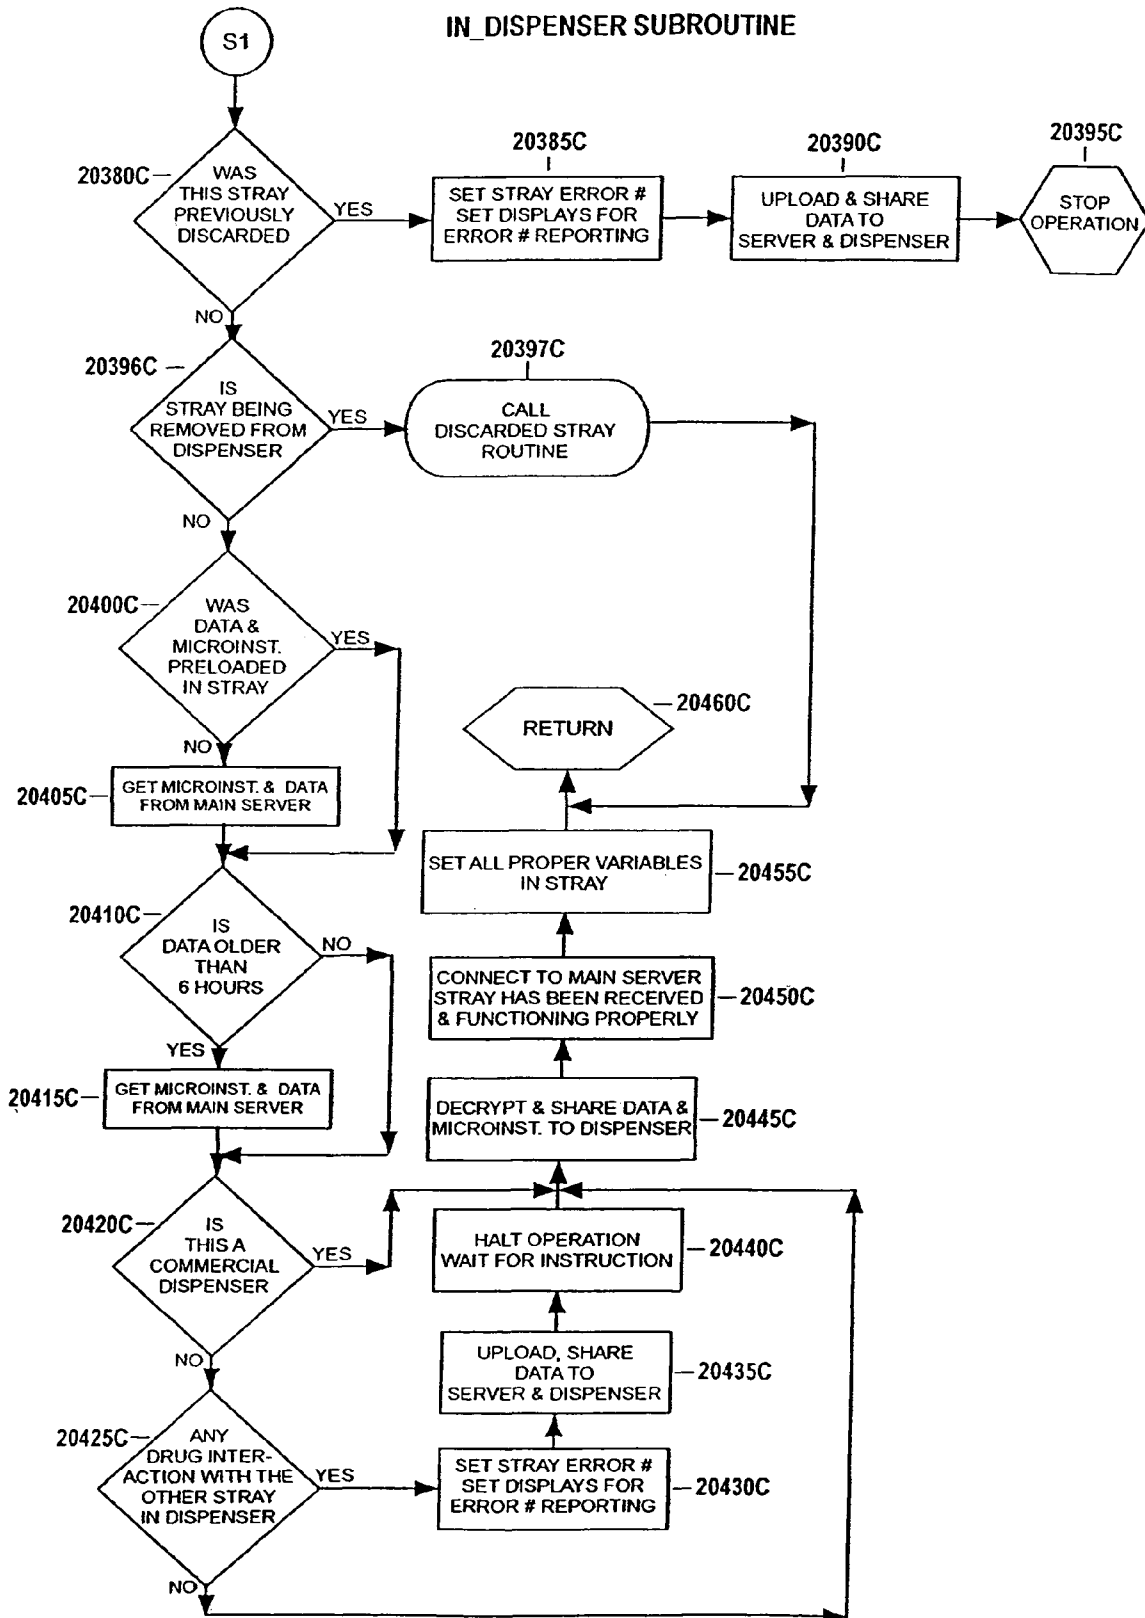 IN_DISPENSER SUBROUTINE
S1
20380C
WAS
THIS STRAY
PREVIOUSLY
DISCARDED
YES
NO
20385C
SET STRAY ERROR #
SET DISPLAYS FOR
ERROR # REPORTING
20390C
UPLOAD & SHARE
DATA TO
SERVER & DISPENSER
20395C
STOP
OPERATION
20396C
IS
STRAY BEING
REMOVED FROM
DISPENSER
YES
NO
20397C
CALL
DISCARDED STRAY
ROUTINE
20400C
WAS
DATA &
MICROINST.
PRELOADED
IN STRAY
YES
NO
20405C
GET MICROINST. & DATA
FROM MAIN SERVER
20410C
IS
DATA OLDER
THAN
6 HOURS
NO
YES
20415C
GET MICROINST. & DATA
FROM MAIN SERVER
20420C
IS
THIS A
COMMERCIAL
DISPENSER
YES
NO
20425C
ANY
DRUG INTER-
ACTION WITH THE
OTHER STRAY
IN DISPENSER
YES
NO
RETURN
20460C
SET ALL PROPER VARIABLES
IN STRAY
20455C
CONNECT TO MAIN SERVER
STRAY HAS BEEN RECEIVED
& FUNCTIONING PROPERLY
20450C
DECRYPT & SHARE DATA &
MICROINST. TO DISPENSER
20445C
HALT OPERATION
WAIT FOR INSTRUCTION
20440C
UPLOAD, SHARE
DATA TO
SERVER & DISPENSER
20435C
SET STRAY ERROR #
SET DISPLAYS FOR
ERROR # REPORTING
20430C